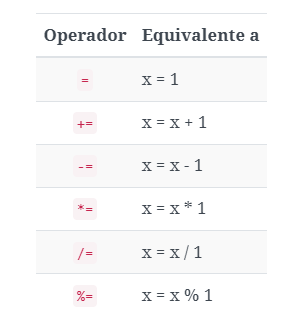 Operador Equivalente a
= x = 1
+= x = x + 1
-= x = x - 1
*= x = x * 1
/= x = x / 1
%= x = x % 1